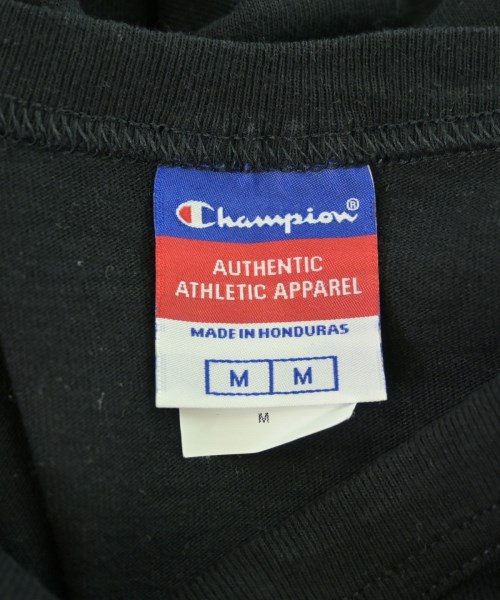 Champion®
AUTHENTIC
ATHLETIC APPAREL
MADE IN HONDURAS
M M
M